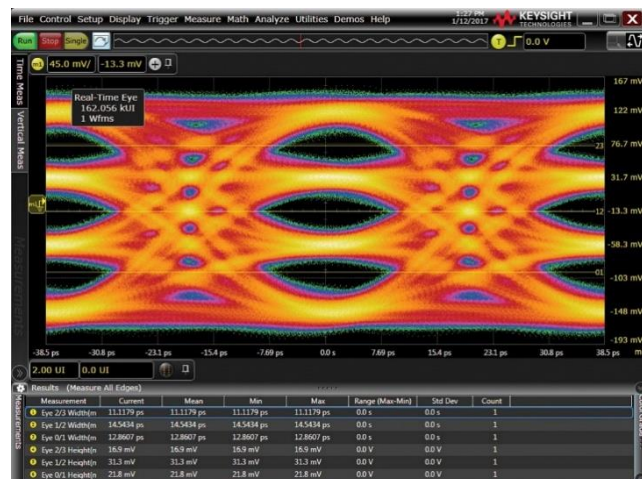 File Control Setup Display Trigger Measure Math Analyze Utilities Demos Help
1:27 PM
1/12/2017
KEYSIGHT
TECHNOLOGIES
Run Stop Single
T 0.0 V
m1 45.0 mV/ -13.3 mV
Time Meas
Vertical Meas
Measurements
Real-Time Eye
162.056 kUI
1 Wfms
167 mV
122 mV
23 76.7 mV
31.7 mV
12 -13.3 mV
-58.3 mV
01 -103 mV
-148 mV
-193 mV
-38.5 ps -30.8 ps -23.1 ps -15.4 ps -7.69 ps 0.0 s 7.69 ps 15.4 ps 23.1 ps 30.8 ps 38.5 ps
2.00 UI 0.0 UI
Results (Measure All Edges)
Measurements
Measurement Current Mean Min Max Range (Max-Min) Std Dev Count
Eye 2/3 Width(m 11.1179 ps 11.1179 ps 11.1179 ps 11.1179 ps 0.0 s 0.0 s 1
Eye 1/2 Width(m 14.5434 ps 14.5434 ps 14.5434 ps 14.5434 ps 0.0 s 0.0 s 1
Eye 0/1 Width(m 12.8607 ps 12.8607 ps 12.8607 ps 12.8607 ps 0.0 s 0.0 s 1
Eye 2/3 Height(n 16.9 mV 16.9 mV 16.9 mV 16.9 mV 0.0 V 0.0 V 1
Eye 1/2 Height(n 31.3 mV 31.3 mV 31.3 mV 31.3 mV 0.0 V 0.0 V 1
Eye 0/1 Height(n 21.8 mV 21.8 mV 21.8 mV 21.8 mV 0.0 V 0.0 V 1